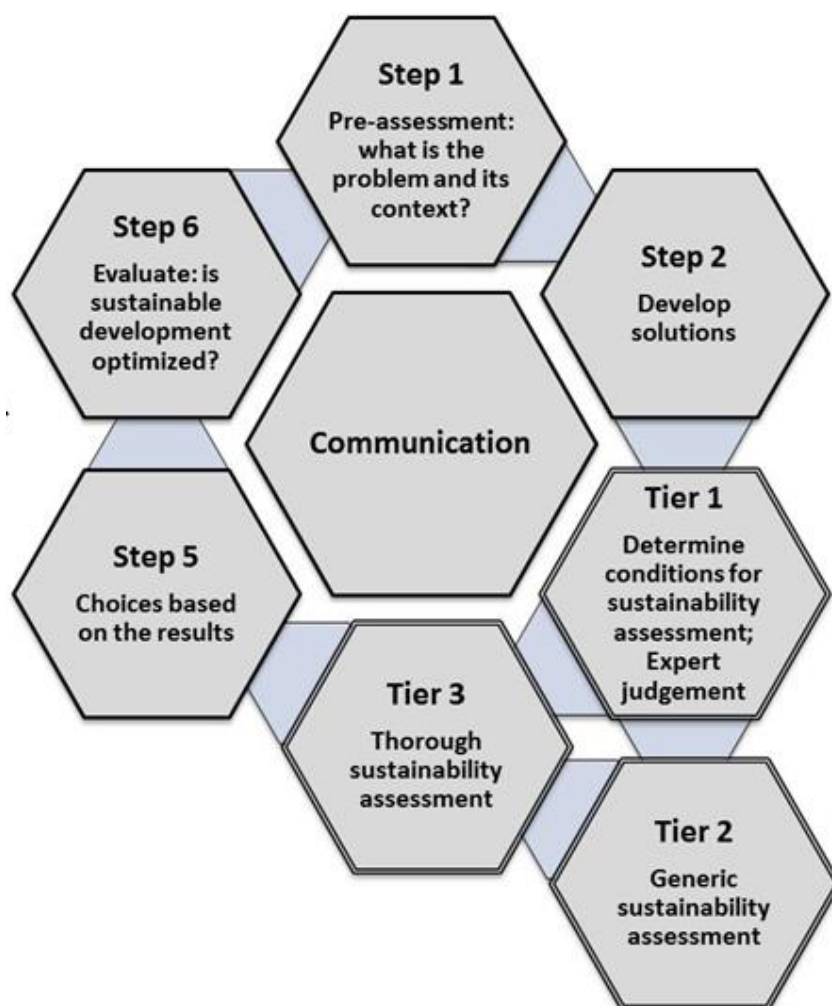 Step 1
Pre-assessment:
what is the
problem and its
context?
Step 2
Develop
solutions
Tier 1
Determine
conditions for
sustainability
assessment;
Expert
judgement
Tier 2
Generic
sustainability
assessment
Tier 3
Thorough
sustainability
assessment
Step 5
Choices based
on the results
Step 6
Evaluate: is
sustainable
development
optimized?
Communication